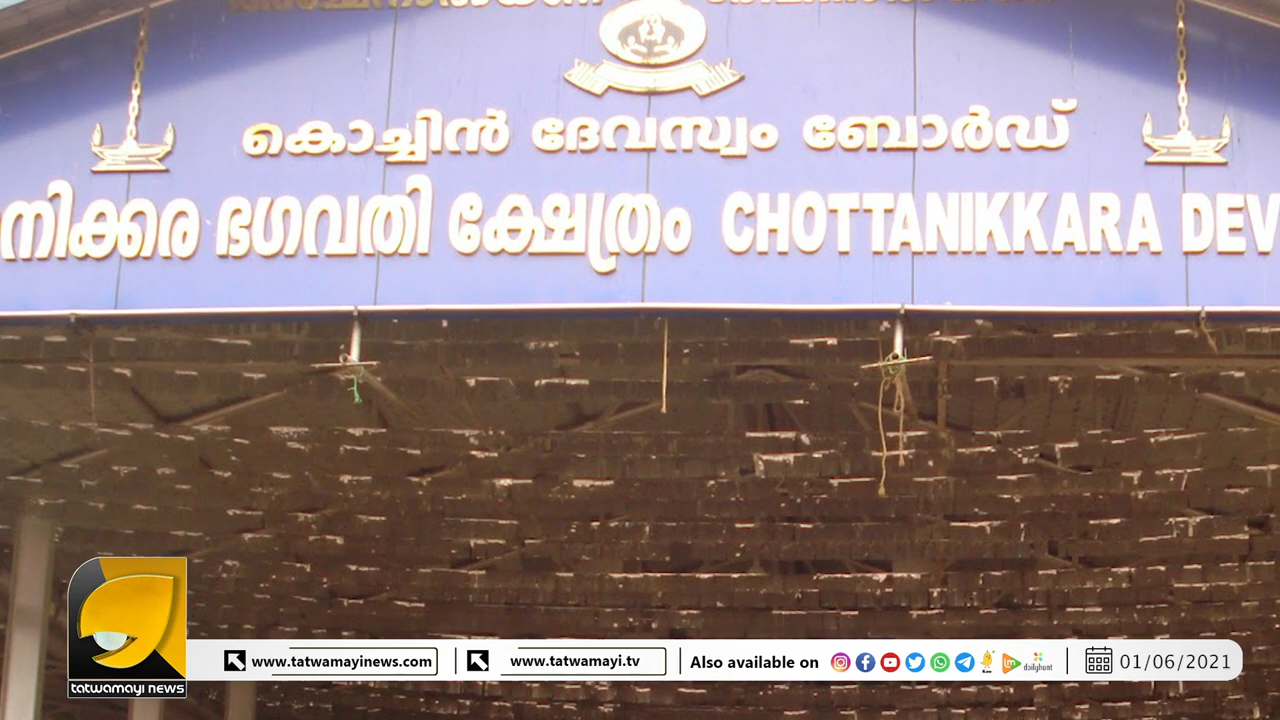 കൊച്ചിൻ ദേവസ്വം ബോർഡ്
നിക്കര ഭഗവതി ക്ഷേത്രം CHOTTANIKKARA DEV
tatwamayi news
www.tatwamayinews.com
www.tatwamayi.tv
Also available on
dailyhunt
01/06/2021